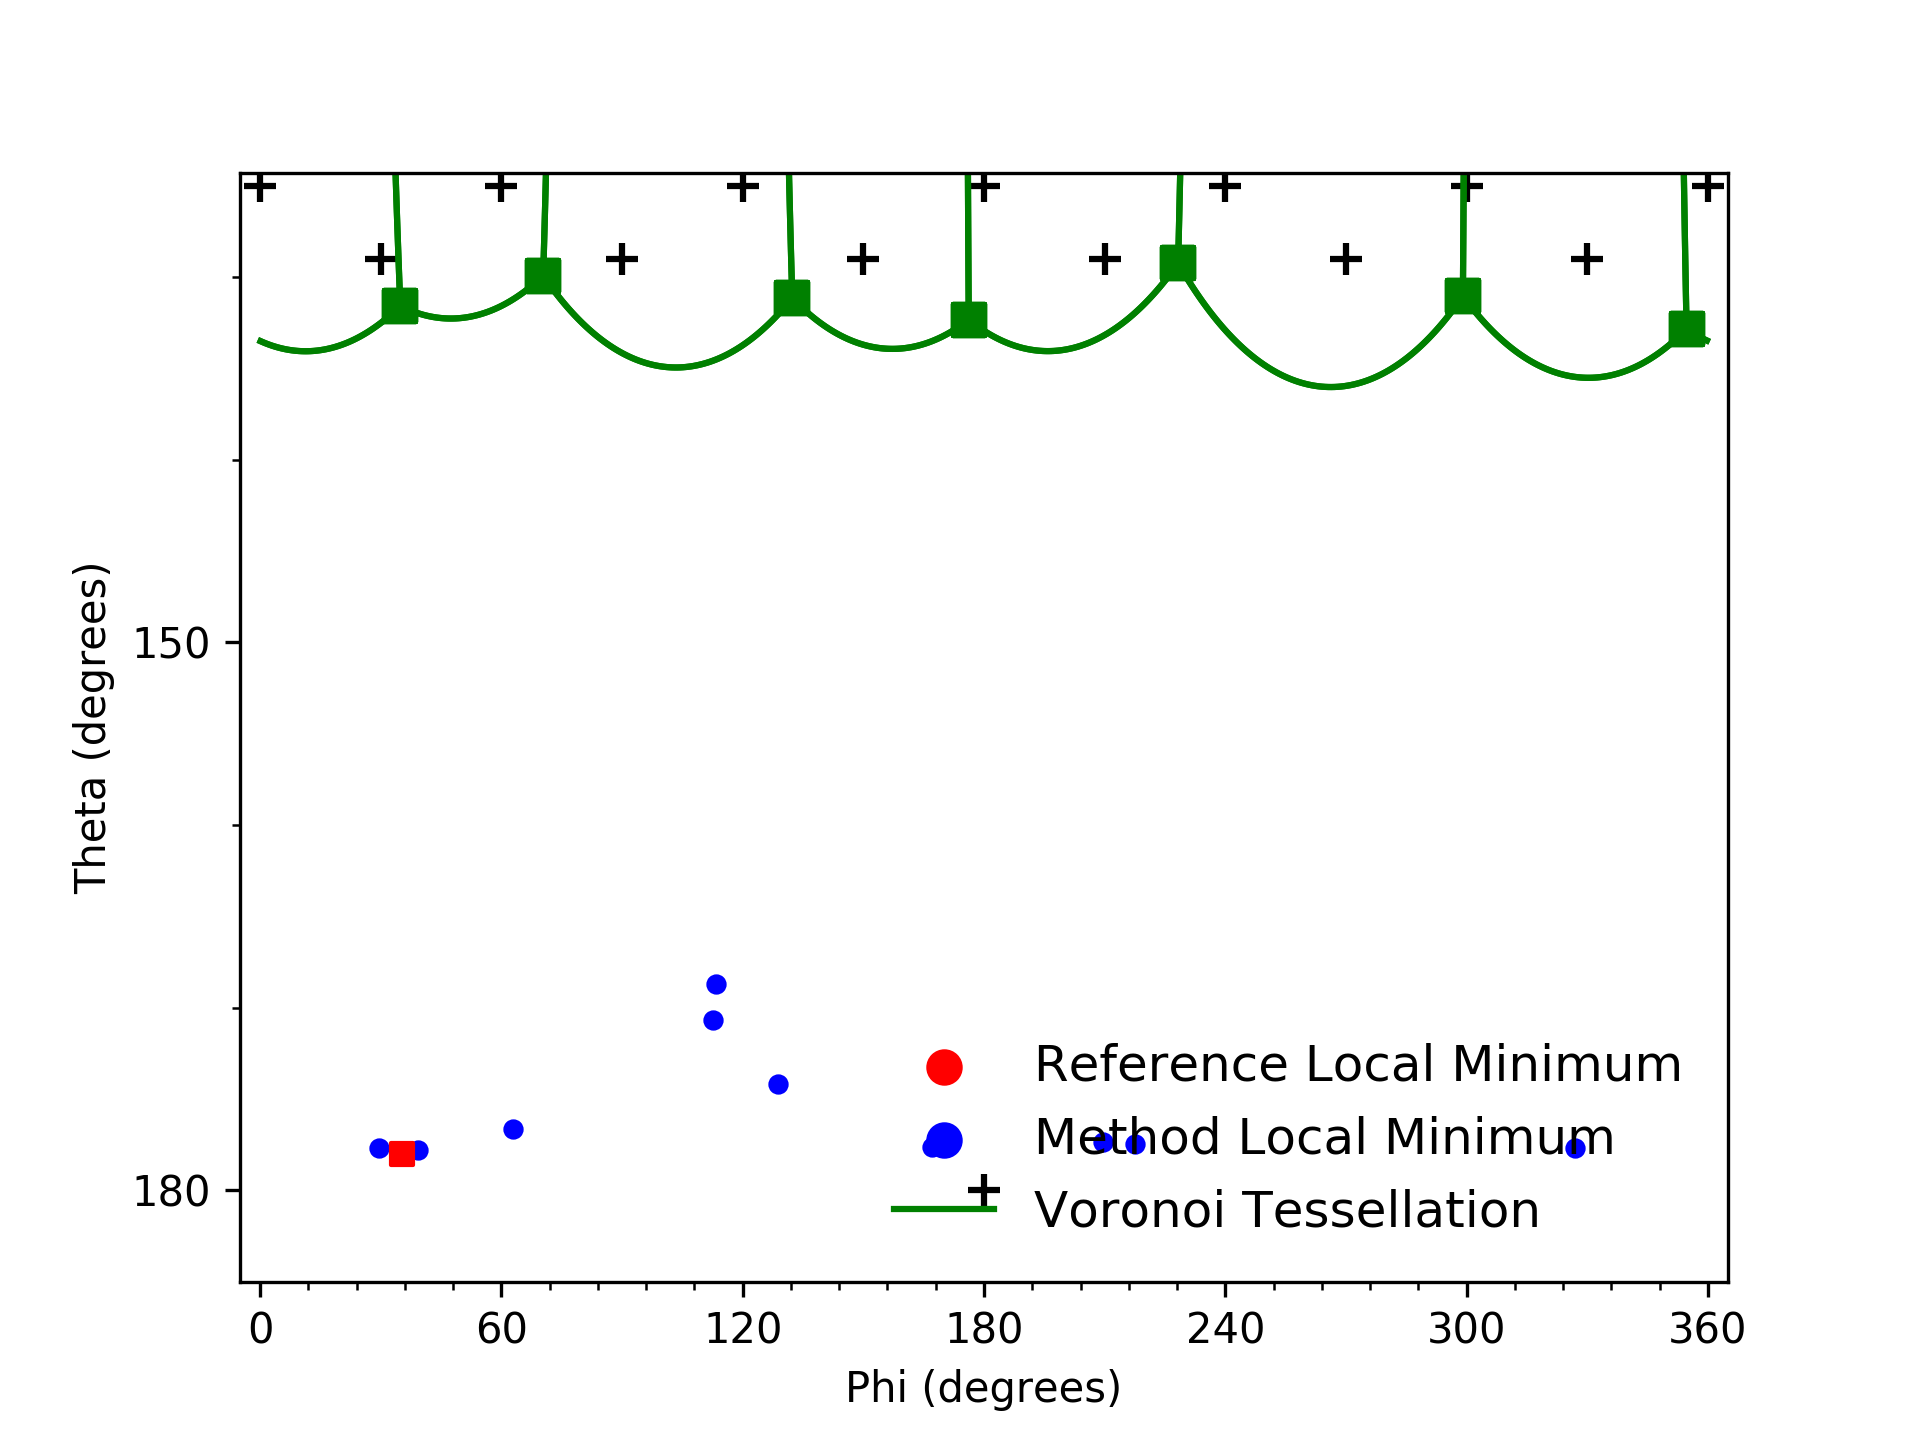 Theta (degrees)
150
180
Reference Local Minimum
Method Local Minimum
Voronoi Tessellation
0 60 120 180 240 300 360
Phi (degrees)